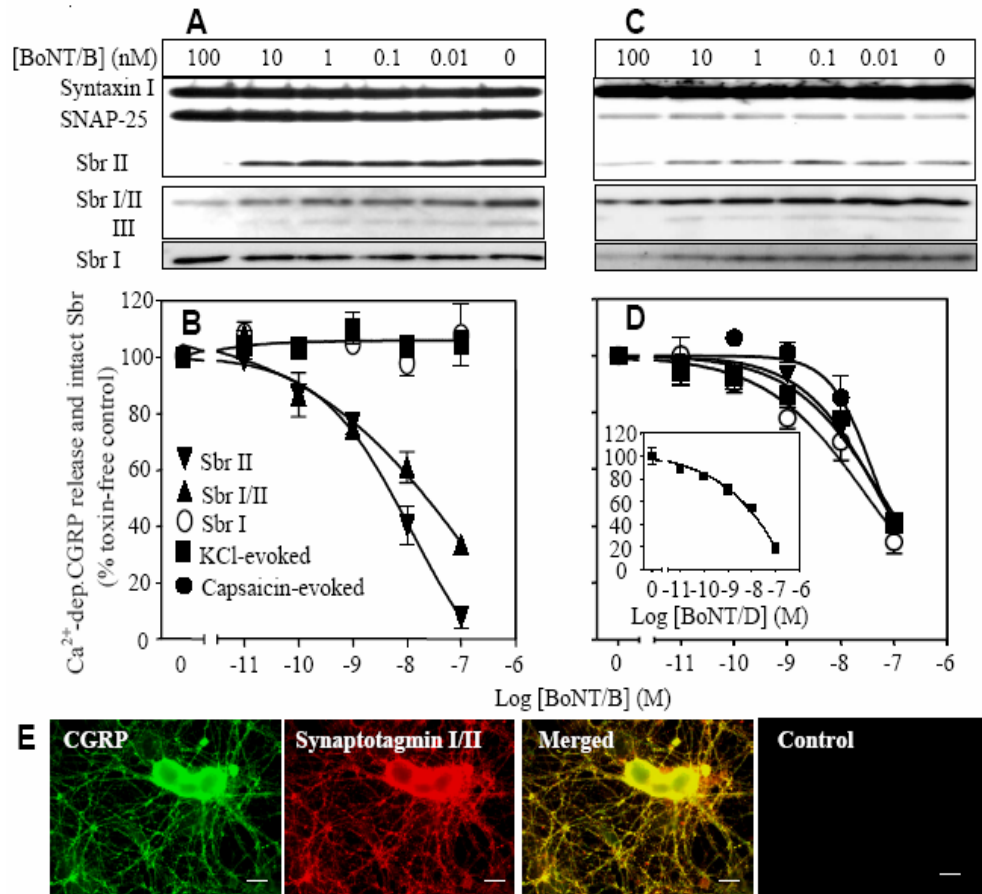 A
C
[BoNT/B] (nM) 100 10 1 0.1 0.01 0
100 10 1 0.1 0.01 0
Syntaxin I
SNAP-25
Sbr II
Sbr I/II
III
Sbr I
Ca2+-dep.CGRP release and intact Sbr
(% toxin-free control)
B
120
100
80
60
40
20
0
Sbr II
Sbr I/II
Sbr I
KCl-evoked
Capsaicin-evoked
0 -11 -10 -9 -8 -7 -6
D
120
100
80
60
40
20
0
0 -11 -10 -9 -8 -7 -6
Log [BoNT/D] (M)
0 -11 -10 -9 -8 -7 -6
Log [BoNT/B] (M)
E
CGRP
Synaptotagmin I/II
Merged
Control